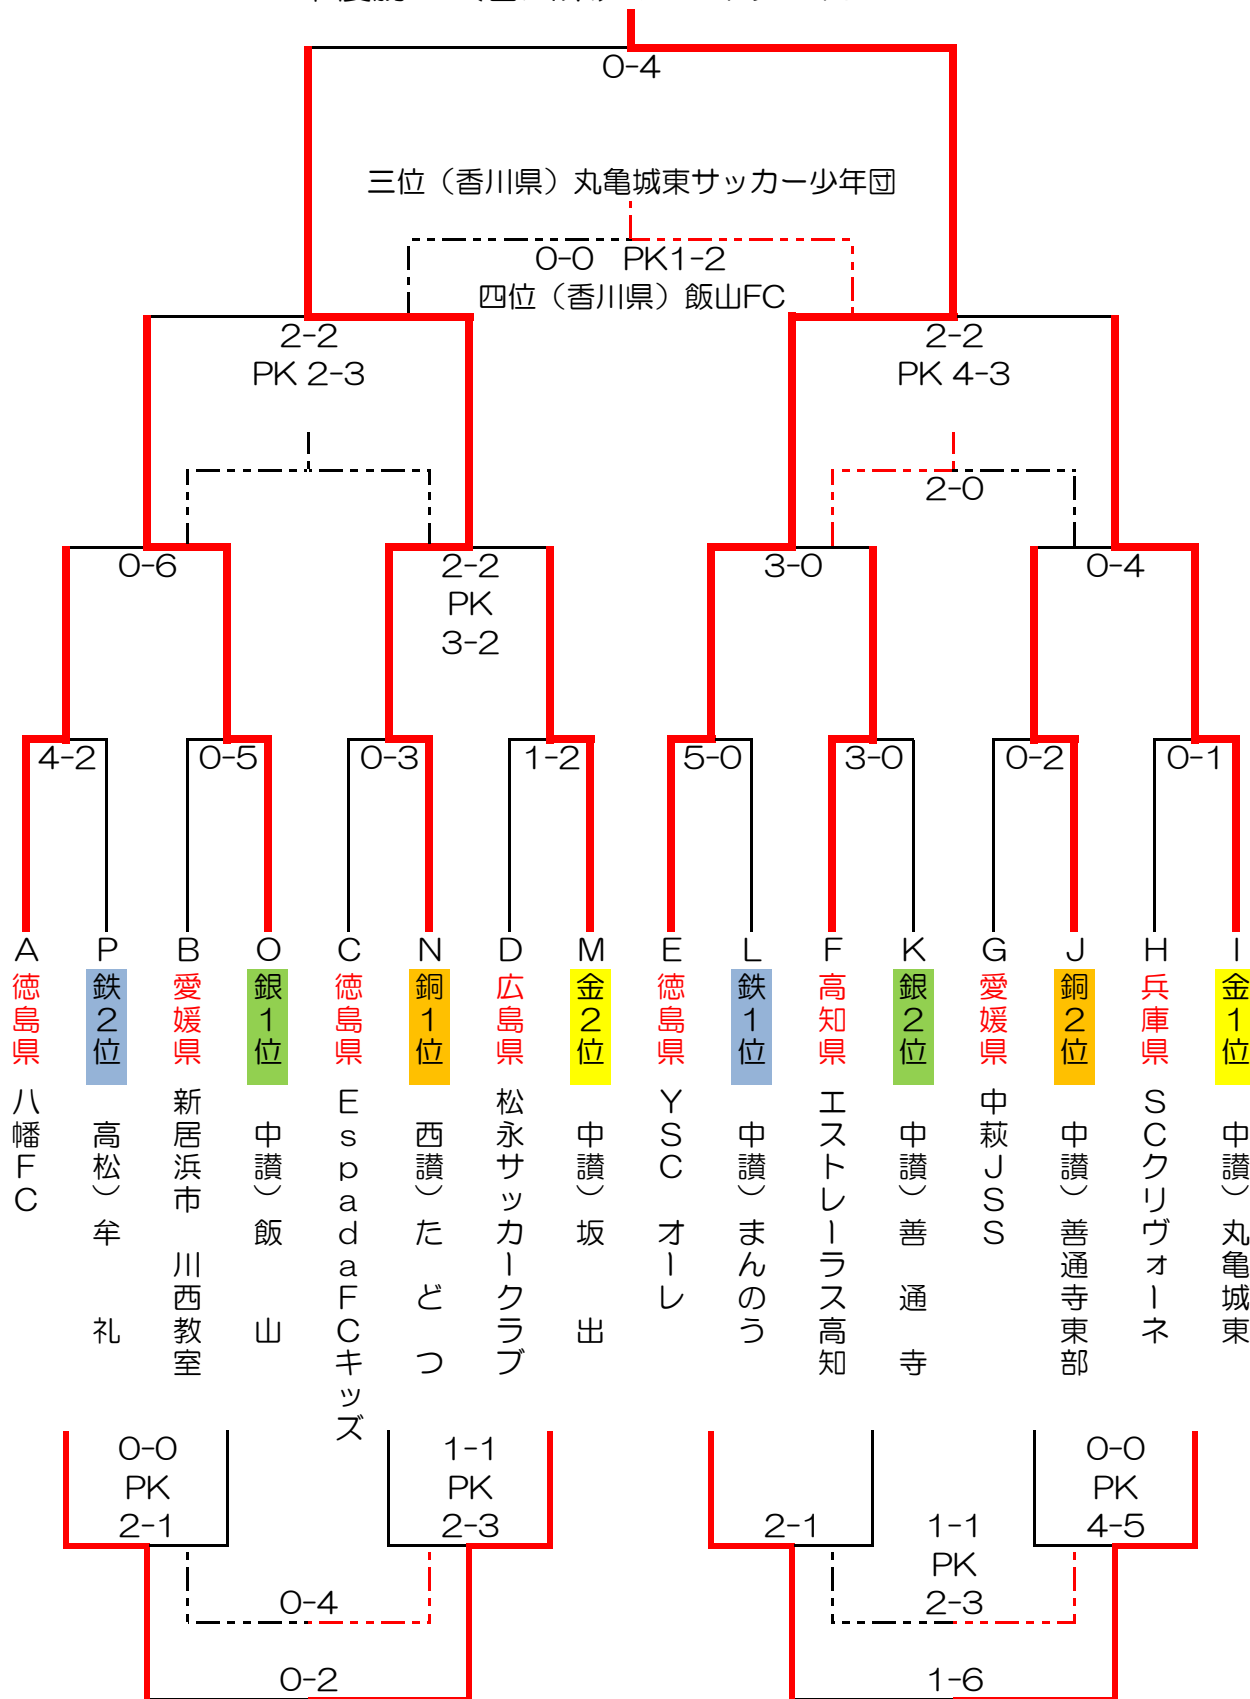 0-4
三位（香川県）丸亀城東サッカー少年団
0-0 PK1-2
四位（香川県）飯山FC
2-2
PK 2-3
2-2
PK 4-3
2-0
0-6
2-2
PK
3-2
3-0
0-4
4-2
0-5
0-3
1-2
5-0
3-0
0-2
0-1
A 徳島県 八幡FC
P 鉄2位 高松）牟 礼
B 愛媛県 新居浜市 川西教室
O 銀1位 中讃）飯 山
C 徳島県 EspadaFCキッズ
N 銅1位 西讃）た ど つ
D 広島県 松永サッカークラブ
M 金2位 中讃）坂 出
E 徳島県 YSC オーレ
L 鉄1位 中讃）まんのう
F 高知県 エストレーラス高知
K 銀2位 中讃）善 通 寺
G 愛媛県 中萩JSS
J 銅2位 中讃）善通寺東部
H 兵庫県 SCクリヴォーネ
I 金1位 中讃）丸亀城東
0-0
PK
2-1
1-1
PK
2-3
2-1
1-1
PK
2-3
0-0
PK
4-5
0-4
0-2
1-6